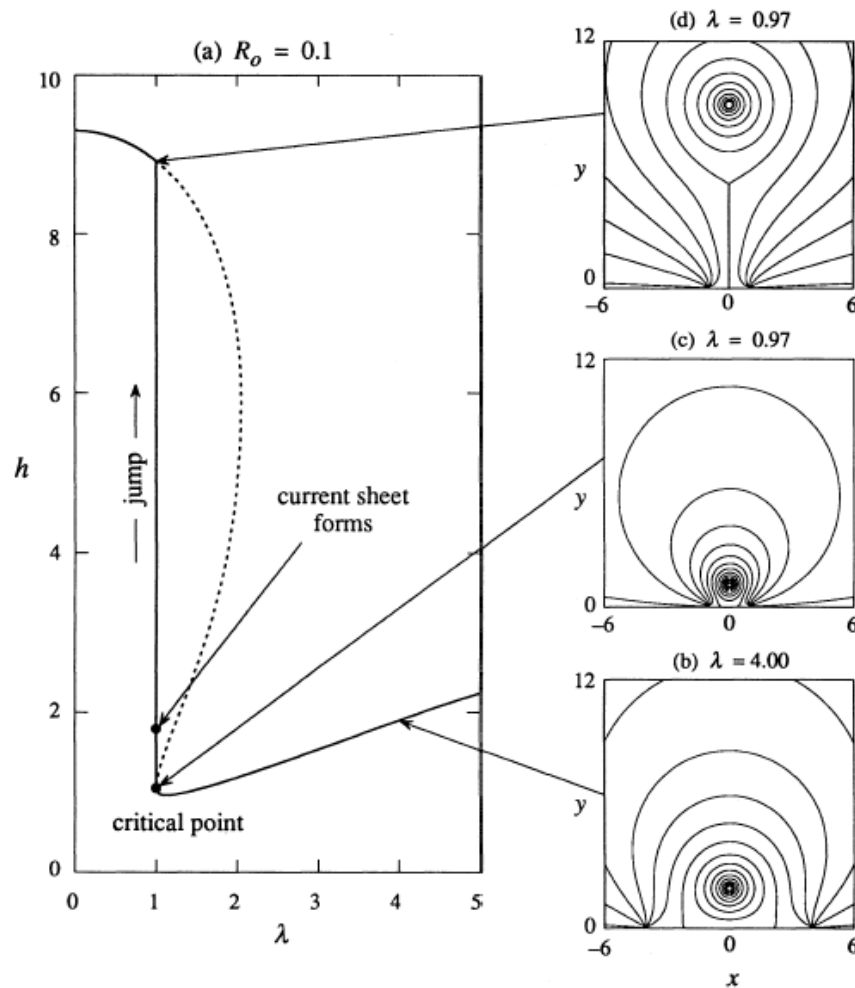 (a) R_o = 0.1
10
8
6
4
2
0
h
0 1 2 3 4 5
λ
— jump →
current sheet
forms
critical point
(d) λ = 0.97
12
y
0
−6 0 6
(c) λ = 0.97
12
y
0
−6 0 6
(b) λ = 4.00
12
y
0
−6 0 6
x